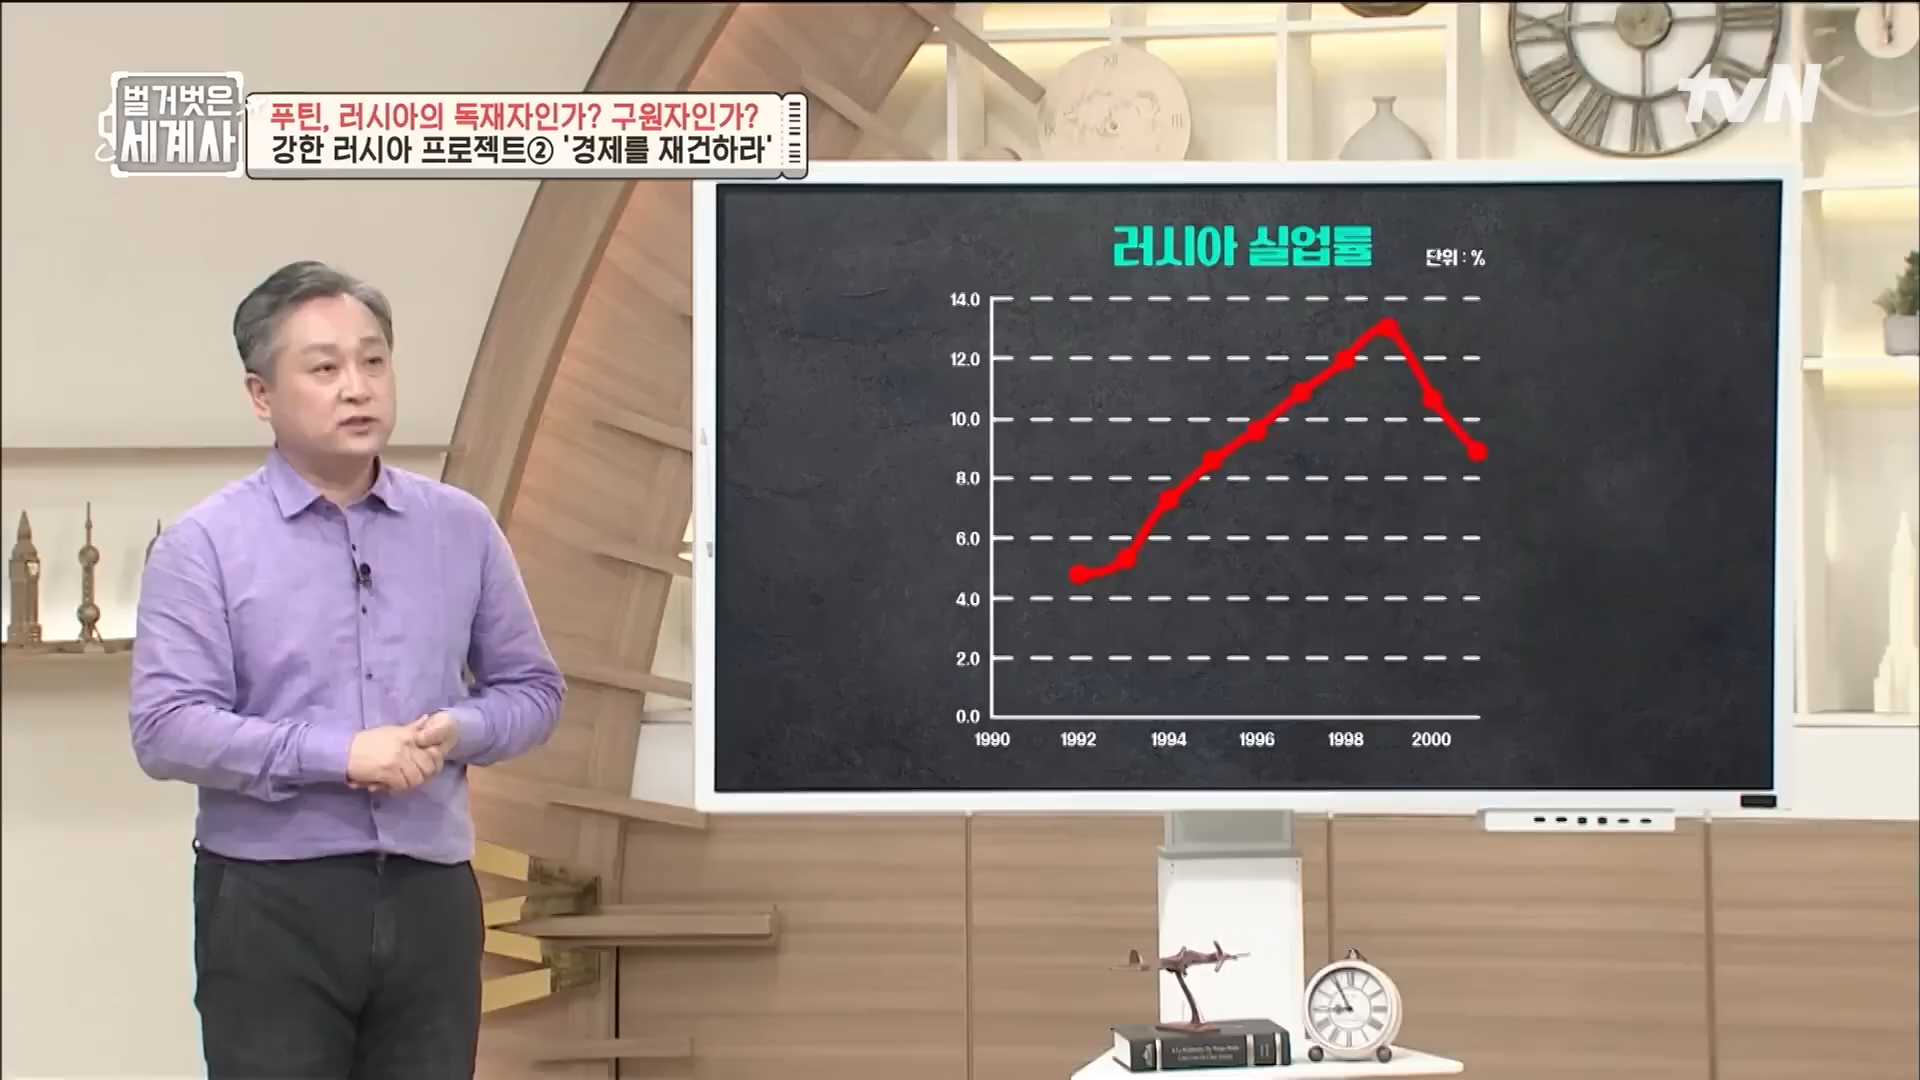 벌거벗은
세계사
푸틴, 러시아의 독재자인가? 구원자인가?
강한 러시아 프로젝트② '경제를 재건하라'
tvN
러시아 실업률
단위 : %
14.0
12.0
10.0
8.0
6.0
4.0
2.0
0.0
1990 1992 1994 1996 1998 2000